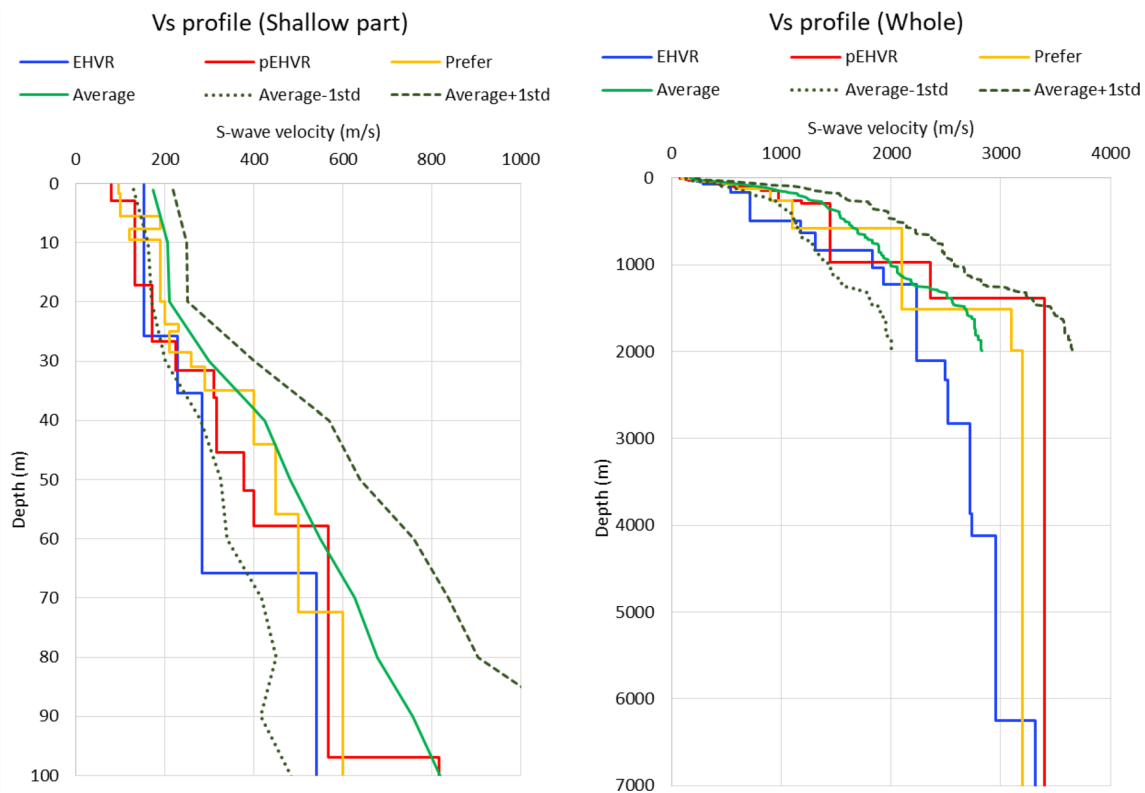 Vs profile (Shallow part)
EHVR pEHVR Prefer
Average Average-1std Average+1std
S-wave velocity (m/s)
0 200 400 600 800 1000
0
10
20
30
40
50
60
70
80
90
100
Depth (m)
Vs profile (Whole)
EHVR pEHVR Prefer
Average Average-1std Average+1std
S-wave velocity (m/s)
0 1000 2000 3000 4000
0
1000
2000
3000
4000
5000
6000
7000
Depth (m)